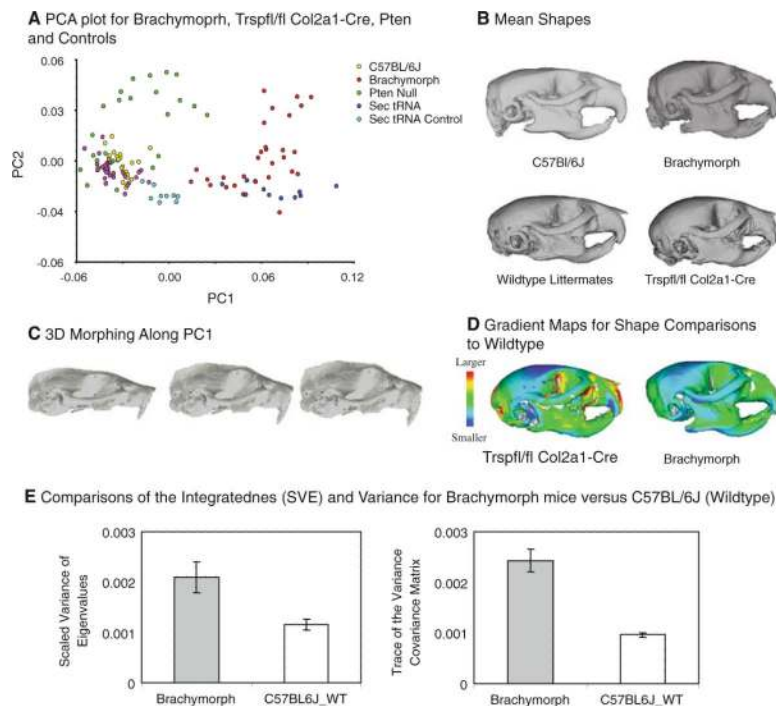 A PCA plot for Brachymoprh, Trspfl/fl Col2a1-Cre, Pten
and Controls
0.06
0.03
0.00
-0.04
-0.06
PC2
-0.06
0.00
0.06
0.12
PC1
C57BL/6J
Brachymorph
Pten Null
Sec tRNA
Sec tRNA Control
B Mean Shapes
C57Bl/6J
Brachymorph
Wildtype Littermates
Trspfl/fl Col2a1-Cre
C 3D Morphing Along PC1
D Gradient Maps for Shape Comparisons
to Wildtype
Larger
Smaller
Trspfl/fl Col2a1-Cre
Brachymorph
E Comparisons of the Integratednes (SVE) and Variance for Brachymorph mice versus C57BL/6J (Wildtype)
Scaled Variance of
Eigenvalues
0.003
0.002
0.001
0
Brachymorph
C57BL6J_WT
Trace of the Variance
Covariance Matrix
0.003
0.002
0.001
0
Brachymorph
C57BL6J_WT